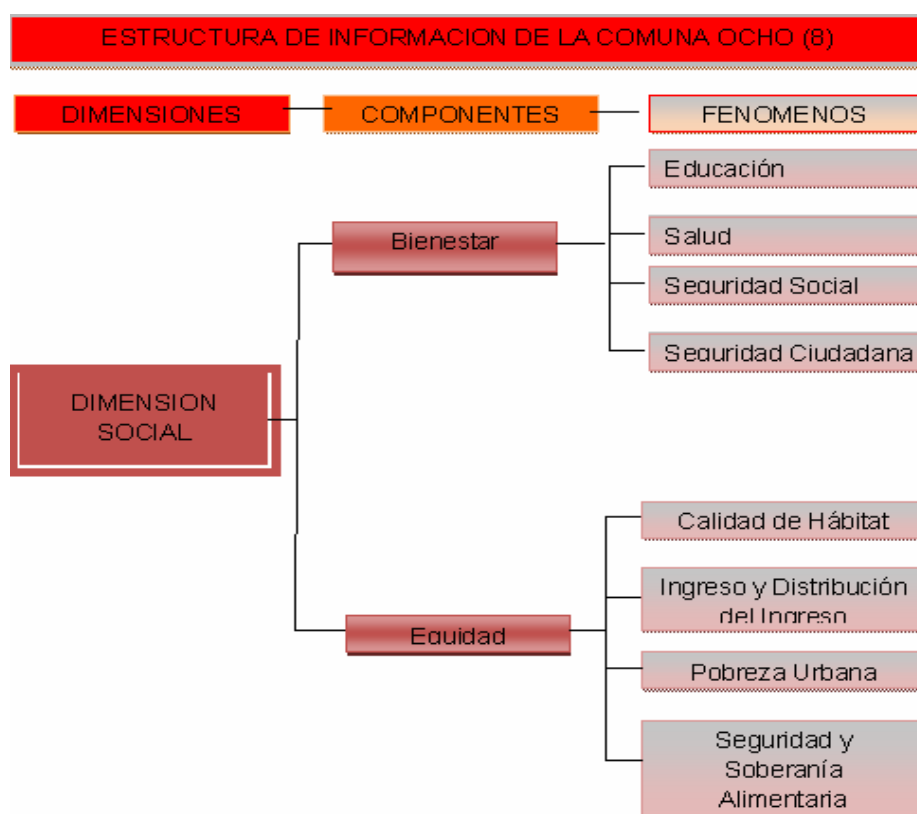 ESTRUCTURA DE INFORMACION DE LA COMUNA OCHO (8)
DIMENSIONES
COMPONENTES
FENOMENOS
Educación
Bienestar
Salud
Seguridad Social
Seguridad Ciudadana
DIMENSION
SOCIAL
Calidad de Hábitat
Ingreso y Distribución
del Ingreso
Equidad
Pobreza Urbana
Seguridad y
Soberanía
Alimentaria